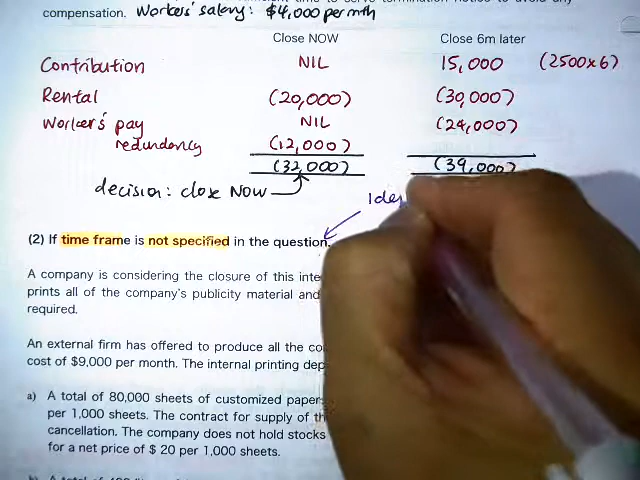 compensation. Workers' salary: $4,000 per mth
Close NOW Close 6m later
Contribution NIL 15,000 (2500x6)
Rental (20,000) (30,000)
Worker's pay NIL (24,000)
redundancy (12,000)
(32,000) (39,000)
decision: close NOW
(2) If time frame is not specified in the question.
A company is considering the closure of this
prints all of the company's publicity material and
required.
An external firm has offered to produce all the
cost of $9,000 per month. The internal printing
a) A total of 80,000 sheets of customized paper
per 1,000 sheets. The contract for supply of
cancellation. The company does not hold stocks
for a net price of $ 20 per 1,000 sheets.